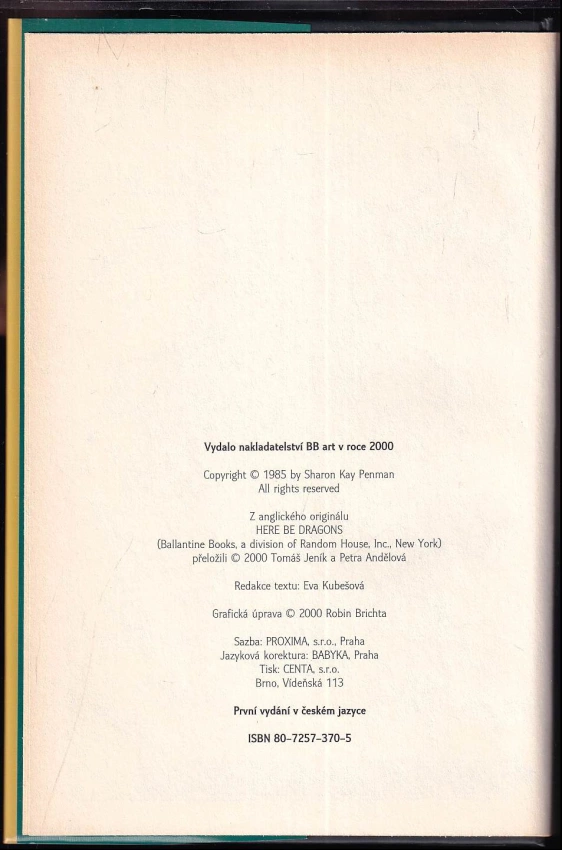 Vydalo nakladatelství BB art v roce 2000
Copyright © 1985 by Sharon Kay Penman
All rights reserved
Z anglického originálu
HERE BE DRAGONS
(Ballantine Books, a division of Random House, Inc., New York)
přeložili © 2000 Tomáš Jeník a Petra Andělová
Redakce textu: Eva Kubešová
Grafická úprava © 2000 Robin Brichta
Sazba: PROXIMA, s.r.o., Praha
Jazyková korektura: BABYKA, Praha
Tisk: CENTA, s.r.o.
Brno, Vídeňská 113
První vydání v českém jazyce
ISBN 80-7257-370-5